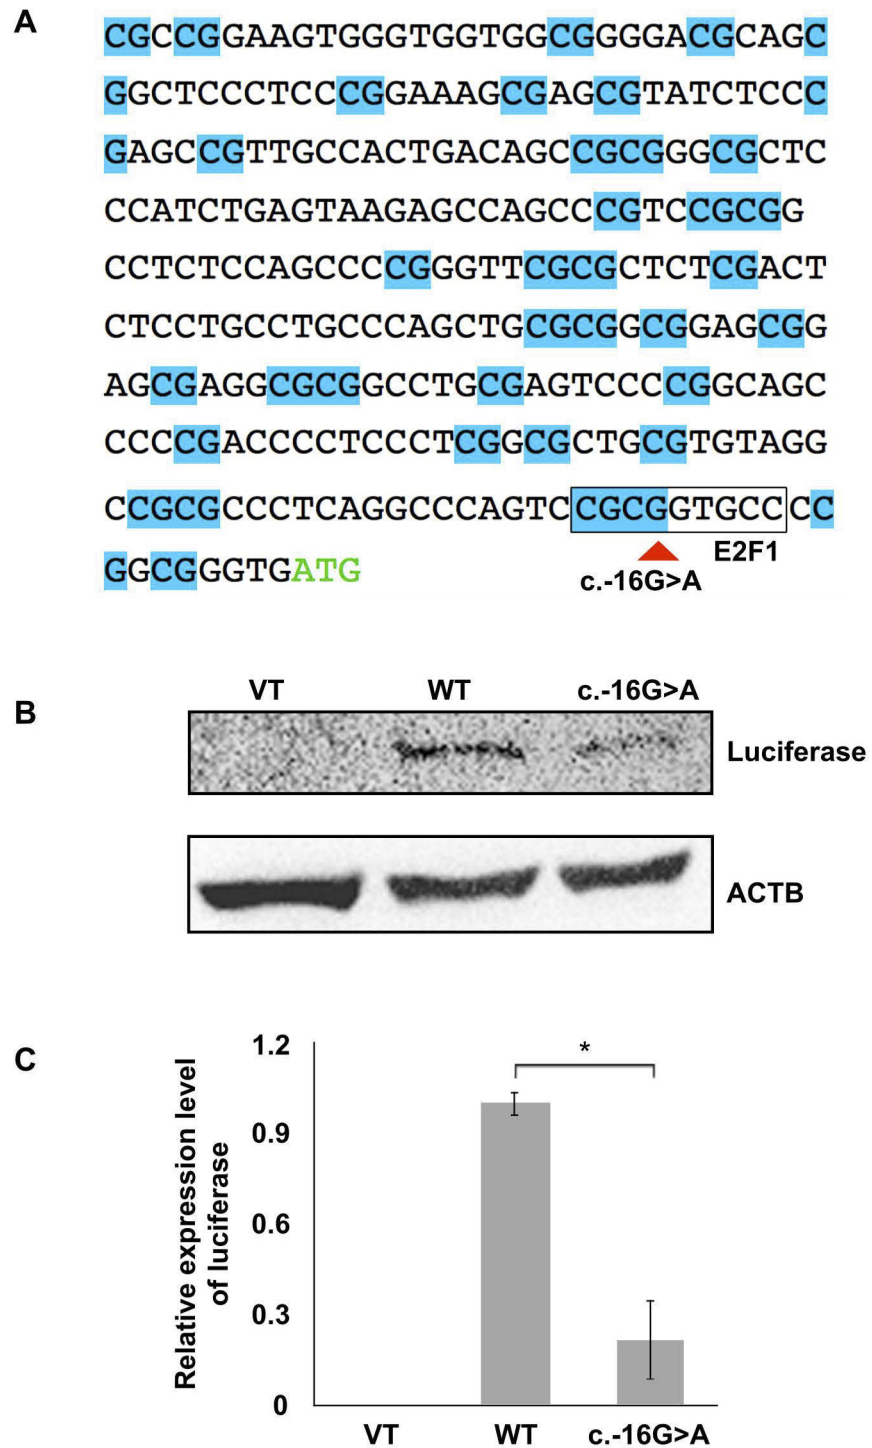 A
CGCCGGAAGTGGGTGGTGGCGGGGACGCAGC
GGCTCCCTCCCGGAAAGCGAGCGTATCTCCC
GAGCCGTTGCCACTGACAGCCGCGGGCGCTC
CCATCTGAGTAAGAGCCAGCCCGTCCGCGG
CCTCTCCAGCCCCGGGTTCGCGCTCTCGACT
CTCCTGCCTGCCCAGCTGCGCGGCGGAGCGG
AGCGAGGCGCGGCCTGCGAGTCCCCGGCAGC
CCCCGACCCCTCCCTCGGCGCTGCGTGTAGG
CCGCGCCCTCAGGCCCAGTCCGCGGTGCCCC
E2F1
GGCGGGTGATG
c.-16G>A
B
VT WT c.-16G>A
Luciferase
ACTB
C
Relative expression level
of luciferase
1.2
0.9
0.6
0.3
0
*
VT WT c.-16G>A